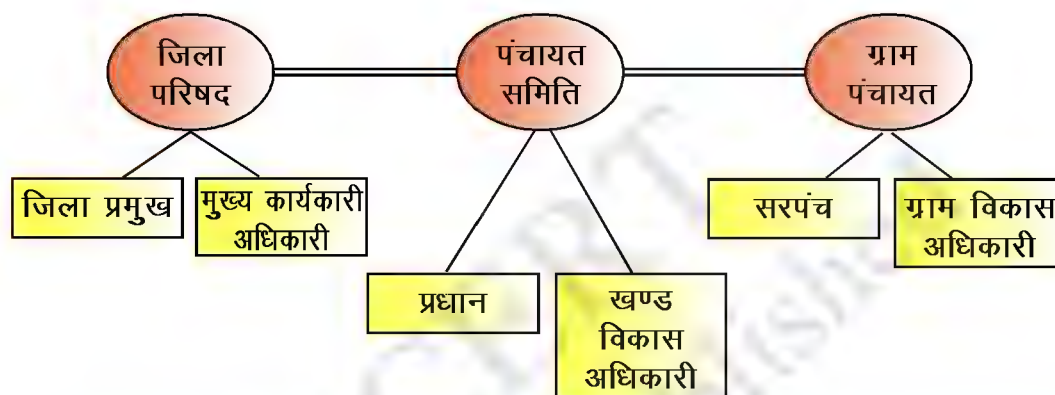 जिला
परिषद
पंचायत
समिति
ग्राम
पंचायत
जिला प्रमुख
मुख्य कार्यकारी
अधिकारी
सरपंच
ग्राम विकास
अधिकारी
प्रधान
खण्ड
विकास
अधिकारी